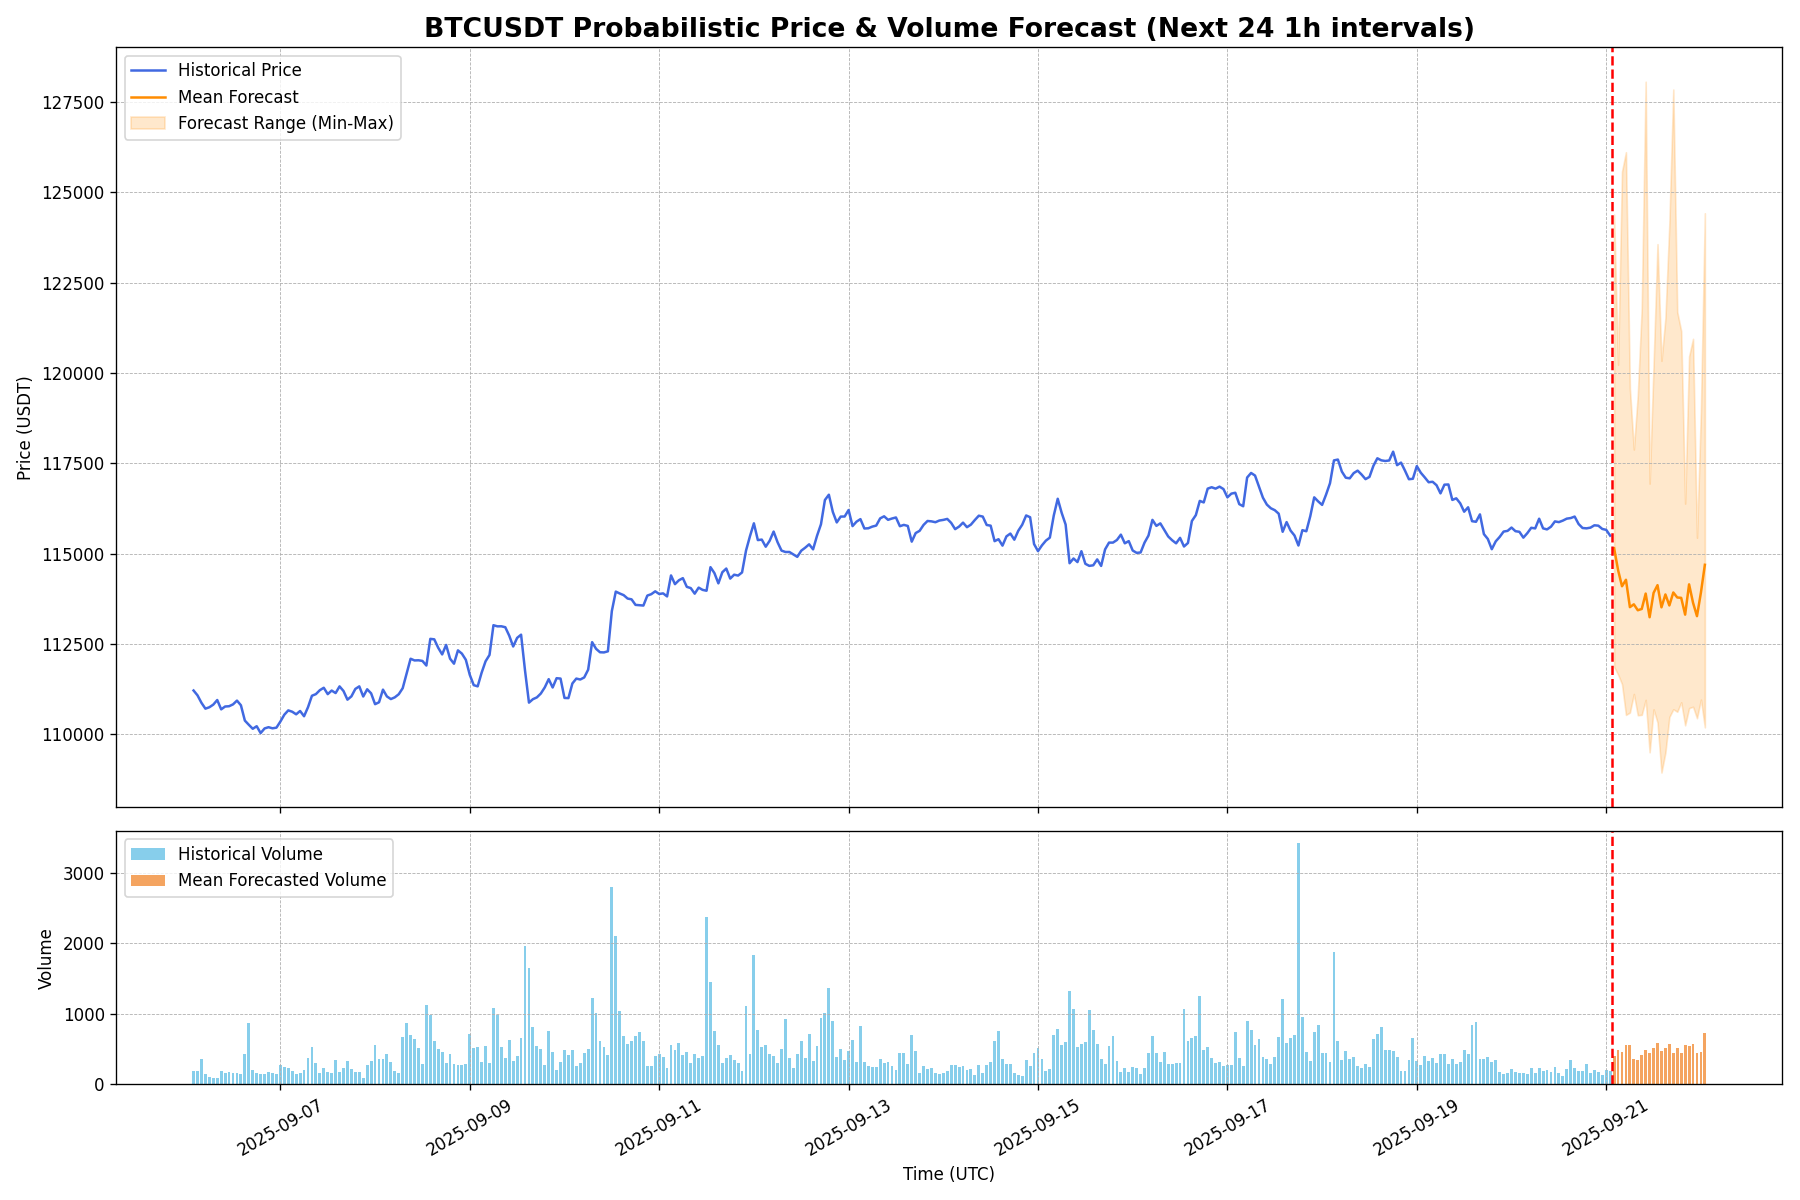 BTCUSDT Probabilistic Price & Volume Forecast (Next 24 1h intervals)
Historical Price
Mean Forecast
Forecast Range (Min-Max)
127500
125000
122500
120000
117500
115000
112500
110000
Price (USDT)
Historical Volume
Mean Forecasted Volume
3000
2000
1000
0
Volume
2025-09-07
2025-09-09
2025-09-11
2025-09-13
2025-09-15
2025-09-17
2025-09-19
2025-09-21
Time (UTC)